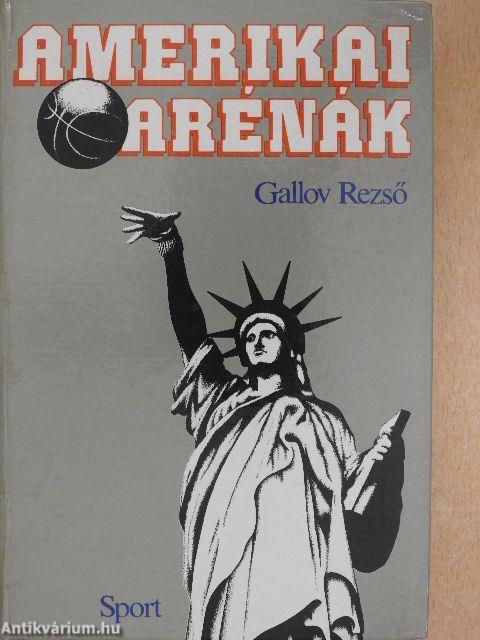 AMERIKAI
ARÉNÁK
Gallov Rezső
Sport
Antikvárium.hu